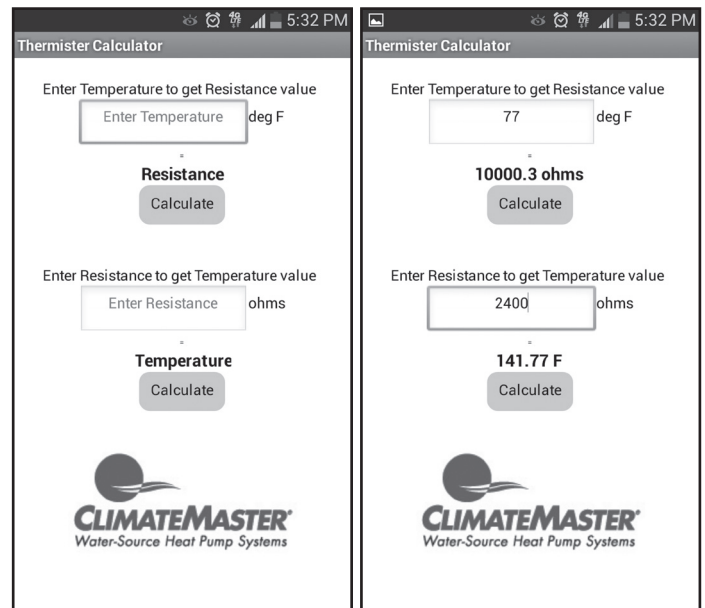 4G
5:32 PM
Thermister Calculator
Enter Temperature to get Resistance value
Enter Temperature deg F
=
Resistance
Calculate
Enter Resistance to get Temperature value
Enter Resistance ohms
=
Temperature
Calculate
CLIMATEMASTER®
Water-Source Heat Pump Systems
4G
5:32 PM
Thermister Calculator
Enter Temperature to get Resistance value
77 deg F
=
10000.3 ohms
Calculate
Enter Resistance to get Temperature value
2400 ohms
=
141.77 F
Calculate
CLIMATEMASTER®
Water-Source Heat Pump Systems